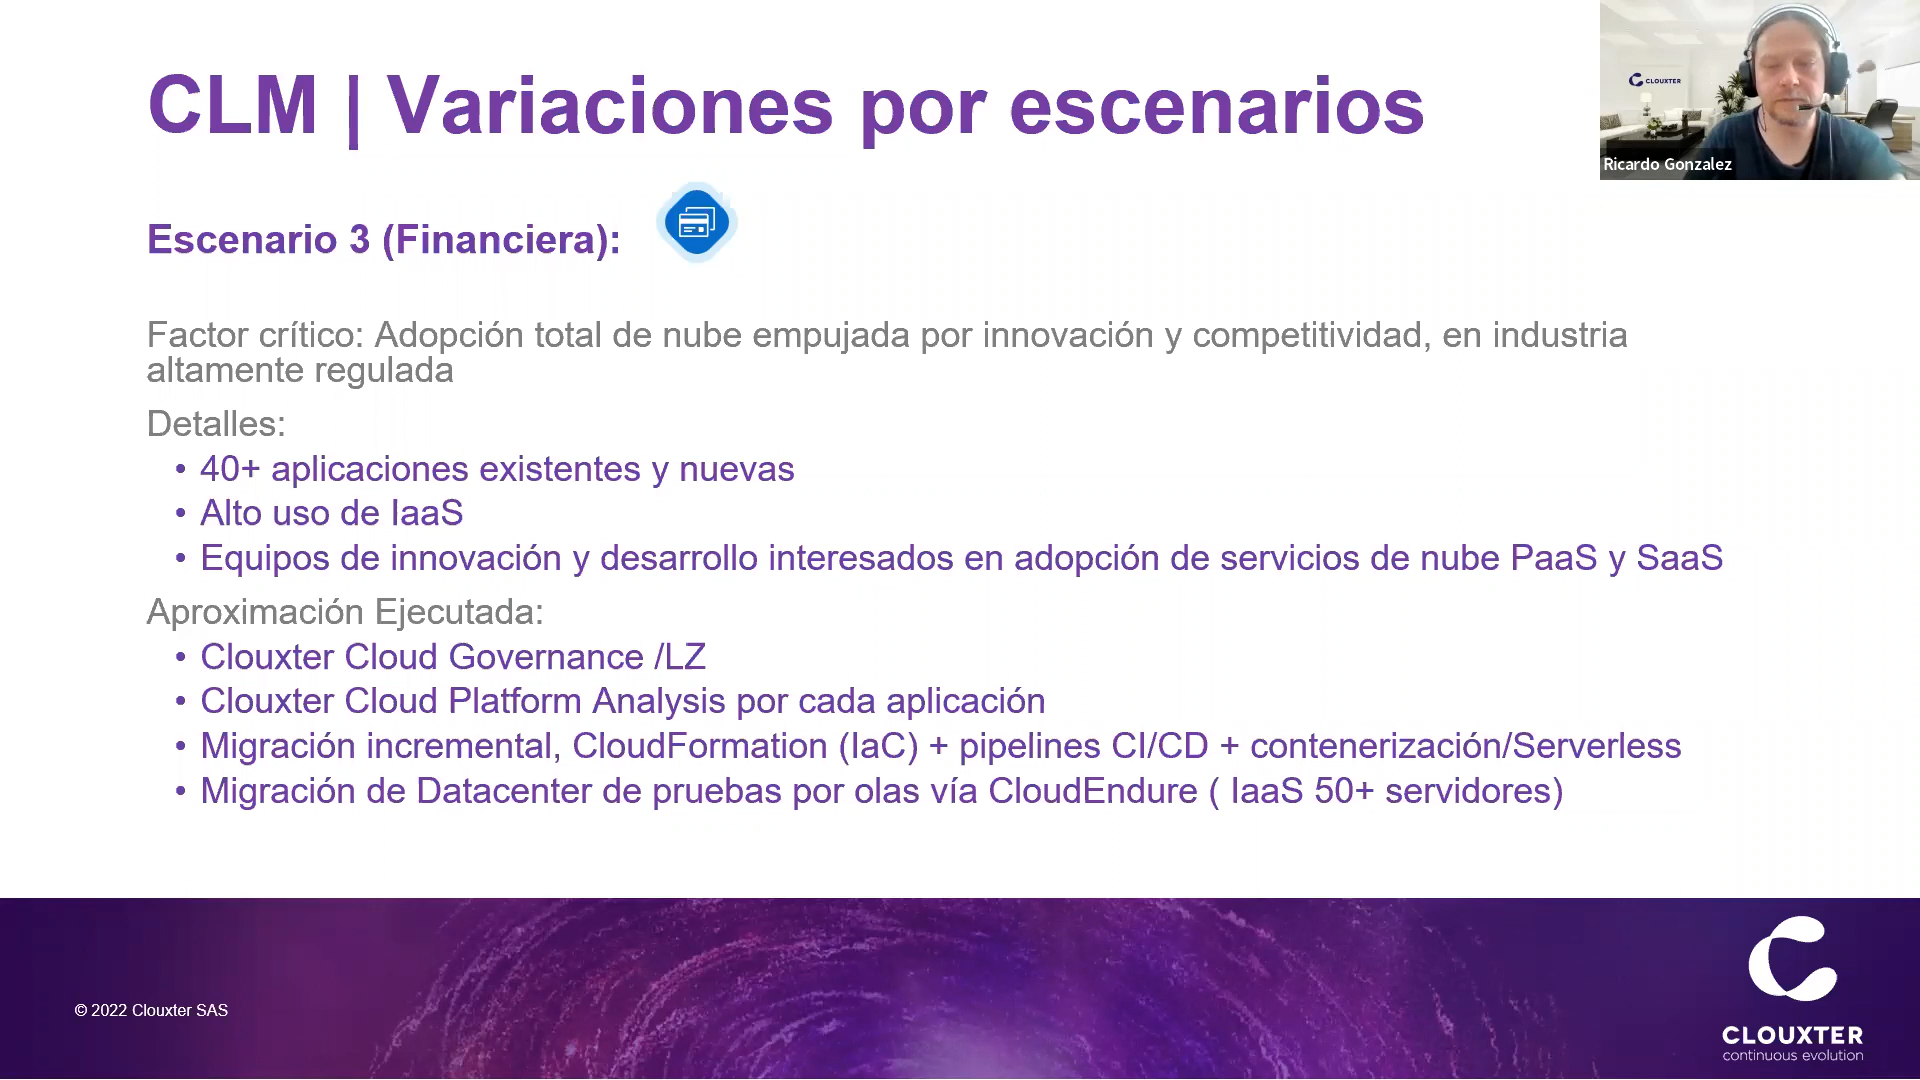 CLM | Variaciones por escenarios
CLOUXTER
Ricardo Gonzalez
Escenario 3 (Financiera):
Factor crítico: Adopción total de nube empujada por innovación y competitividad, en industria
altamente regulada
Detalles:
• 40+ aplicaciones existentes y nuevas
• Alto uso de IaaS
• Equipos de innovación y desarrollo interesados en adopción de servicios de nube PaaS y SaaS
Aproximación Ejecutada:
• Clouxter Cloud Governance /LZ
• Clouxter Cloud Platform Analysis por cada aplicación
• Migración incremental, CloudFormation (IaC) + pipelines CI/CD + contenerización/Serverless
• Migración de Datacenter de pruebas por olas vía CloudEndure ( IaaS 50+ servidores)
© 2022 Clouxter SAS
CLOUXTER
continuous evolution